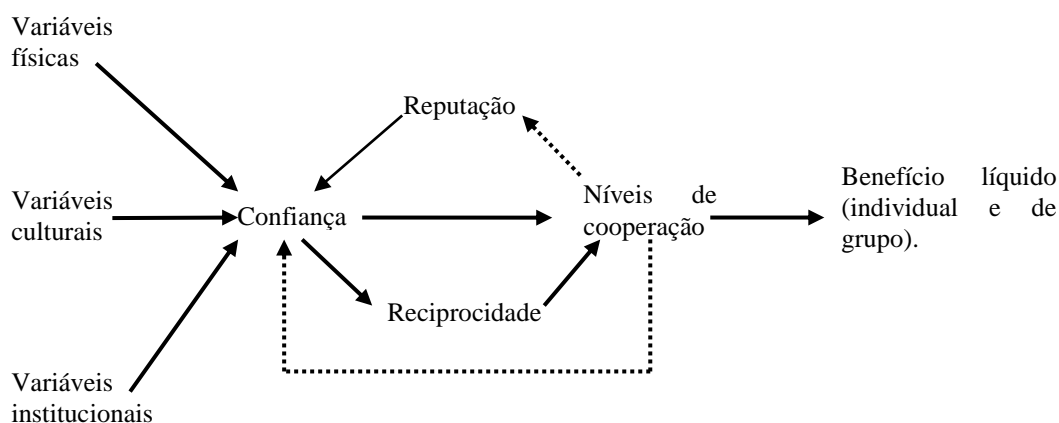 Variáveis
físicas
Reputação
Variáveis
culturais
Confiança
Níveis de
cooperação
Benefício líquido
(individual e de
grupo).
Reciprocidade
Variáveis
institucionais